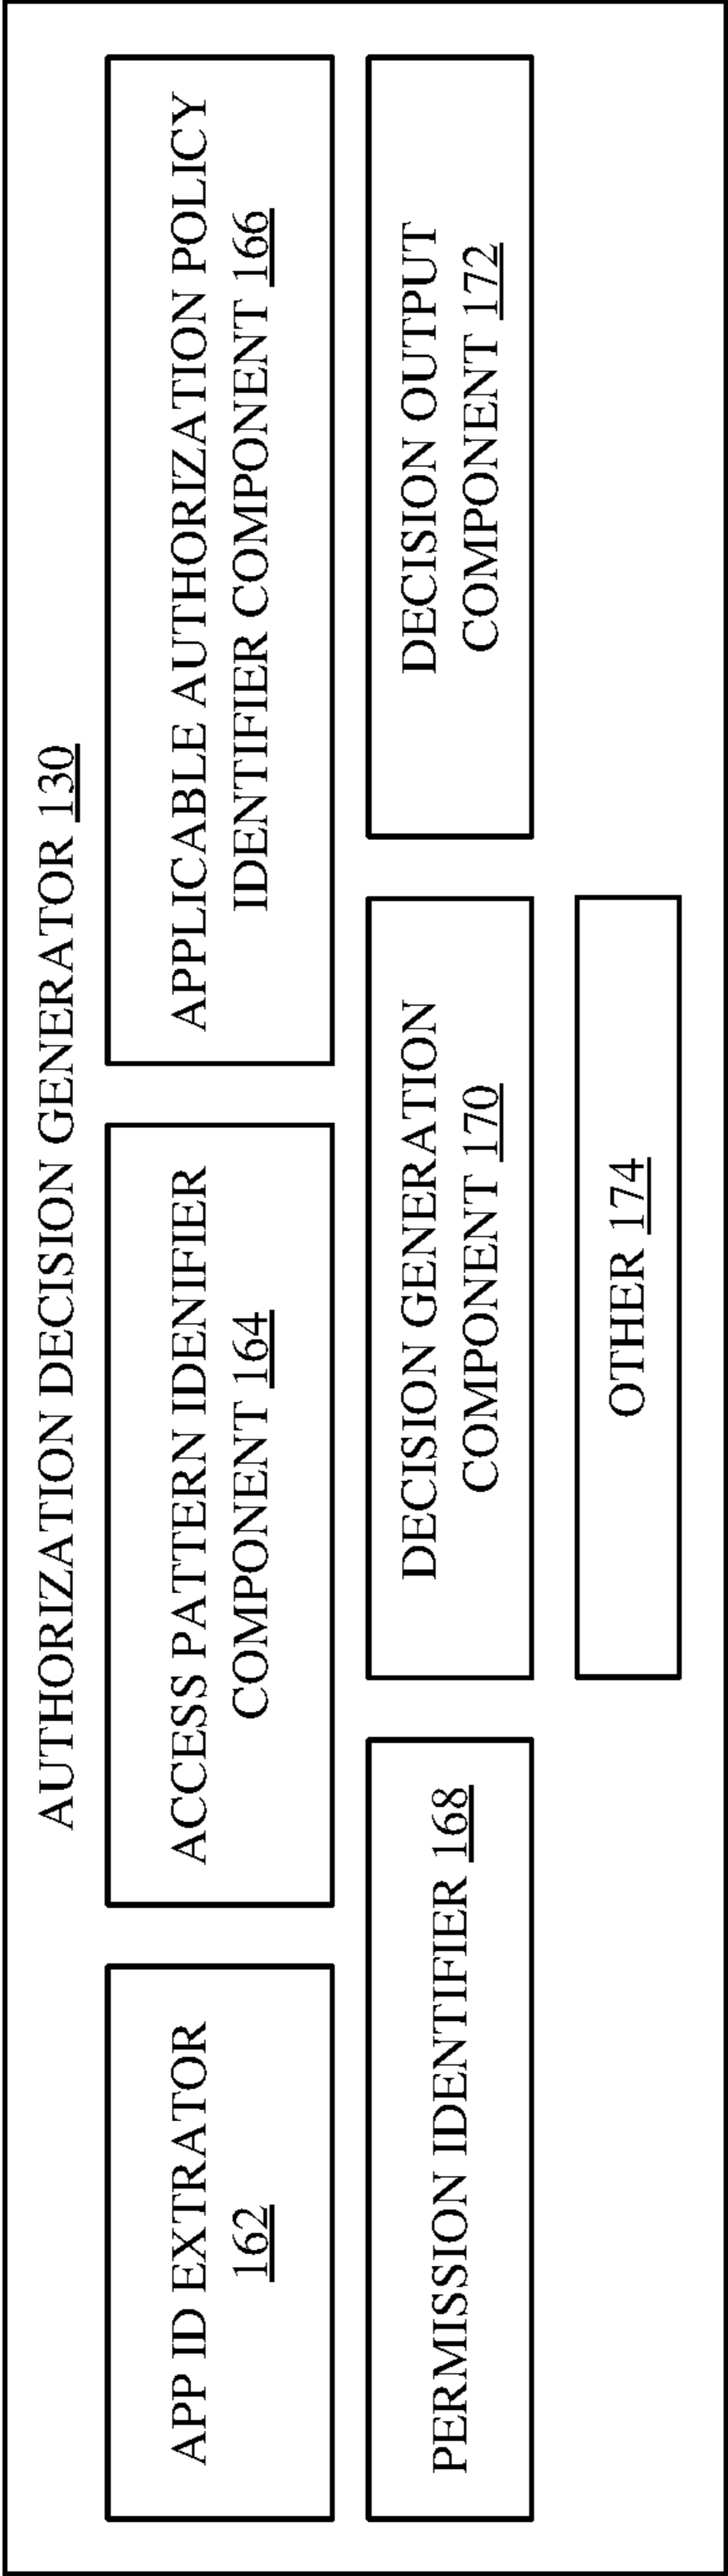 AUTHORIZATION DECISION GENERATOR 130
APP ID EXTRATOR
162
ACCESS PATTERN IDENIFIER
COMPONENT 164
APPLICABLE AUTHORIZATION POLICY
IDENTIFIER COMPONENT 166
PERMISSION IDENTIFIER 168
DECISION GENERATION
COMPONENT 170
DECISION OUTPUT
COMPONENT 172
OTHER 174